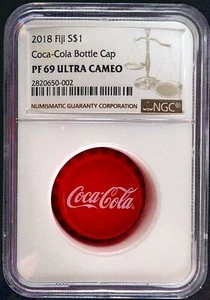 2018 Fiji S$1
Coca-Cola Bottle Cap
PF 69 ULTRA CAMEO
2820650-002
NUMISMATIC GUARANTY CORPORATION
NGC
Coca-Cola